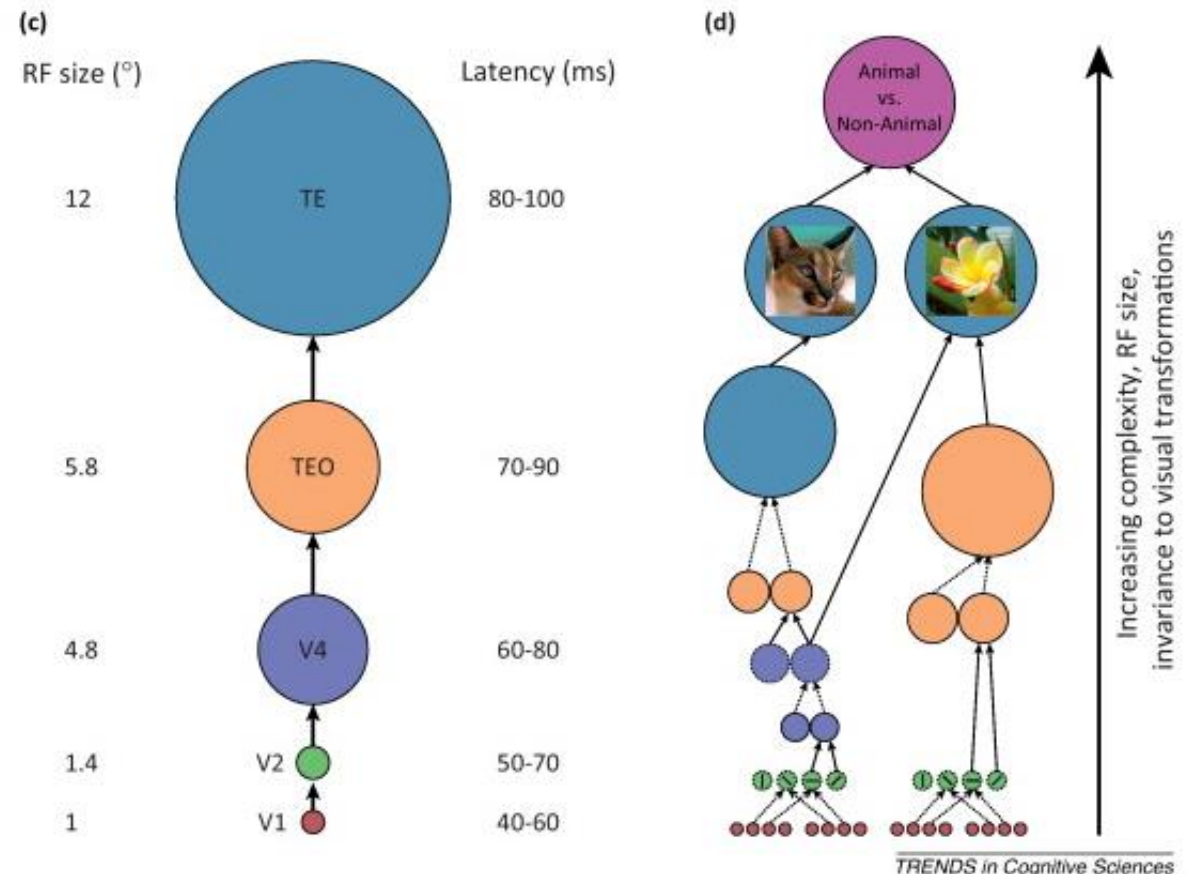 (c)
RF size (°)
Latency (ms)
12
TE
80-100
5.8
TEO
70-90
4.8
V4
60-80
1.4
V2
50-70
1
V1
40-60
(d)
Animal
vs.
Non-Animal
Increasing complexity, RF size,
invariance to visual transformations
TRENDS in Cognitive Sciences